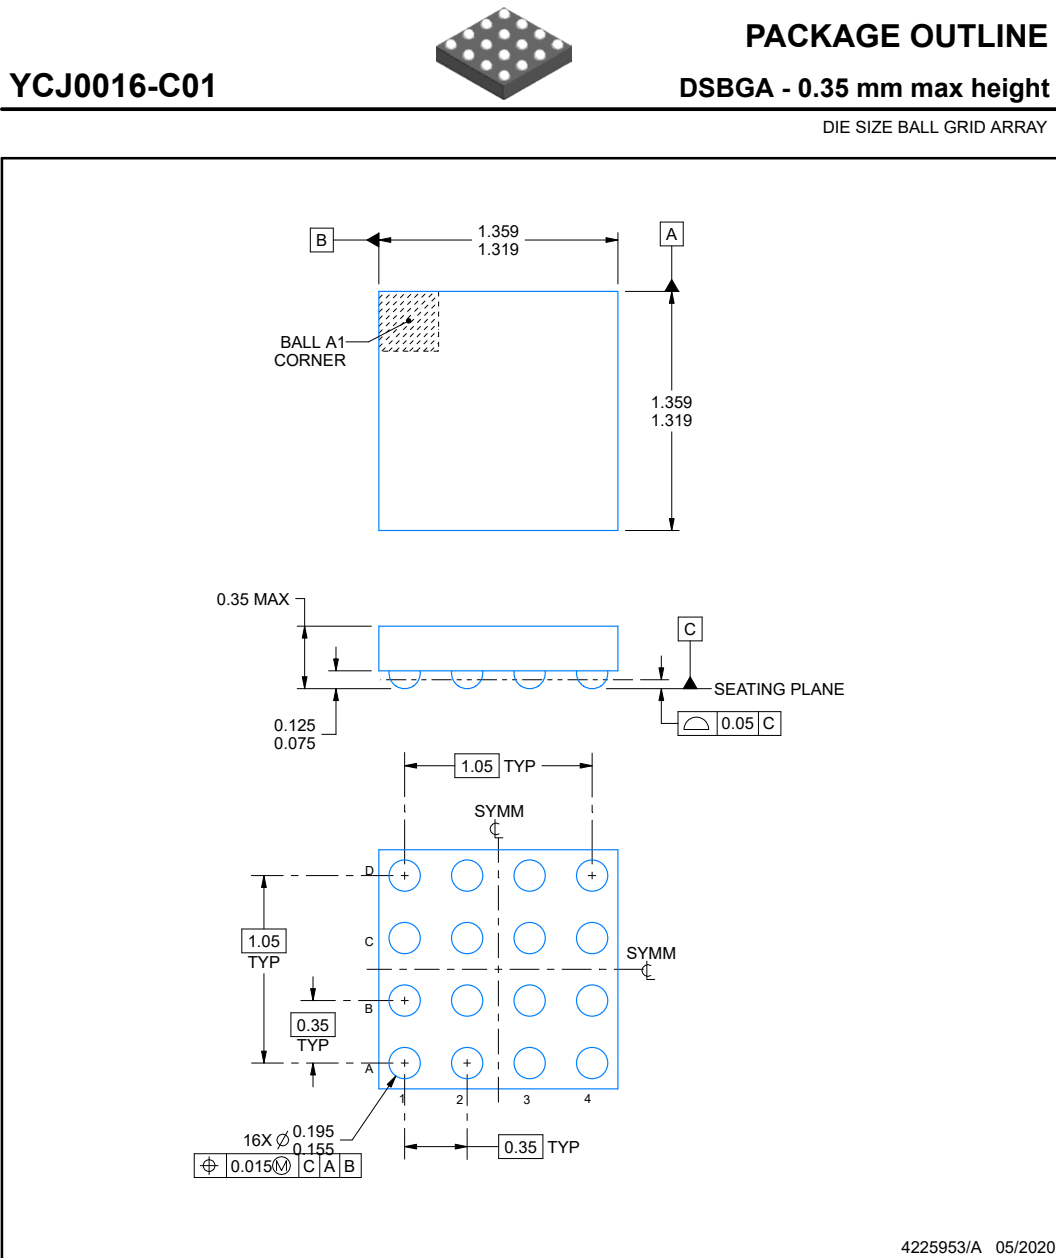 PACKAGE OUTLINE
YCJ0016-C01
DSBGA - 0.35 mm max height
DIE SIZE BALL GRID ARRAY
B
1.359
1.319
A
BALL A1
CORNER
1.359
1.319
0.35 MAX
C
SEATING PLANE
0.05 C
0.125
0.075
1.05 TYP
SYMM
D
C
1.05
TYP
SYMM
B
0.35
TYP
A
1 2 3 4
16X ⌀ 0.195
0.155
0.35 TYP
⌖ 0.015Ⓜ C A B
4225953/A 05/2020